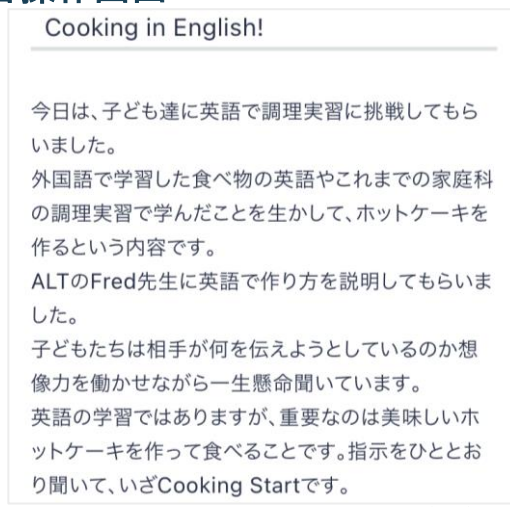 Cooking in English!
今日は、子ども達に英語で調理実習に挑戦してもら
いました。
外国語で学習した食べ物の英語やこれまでの家庭科
の調理実習で学んだことを生かして、ホットケーキを
作るという内容です。
ALTのFred先生に英語で作り方を説明してもらいま
した。
子どもたちは相手が何を伝えようとしているのか想
像力を働かせながら一生懸命聞いています。
英語の学習ではありますが、重要なのは美味しいホ
ットケーキを作って食べることです。指示をひととお
り聞いて、いざCooking Startです。